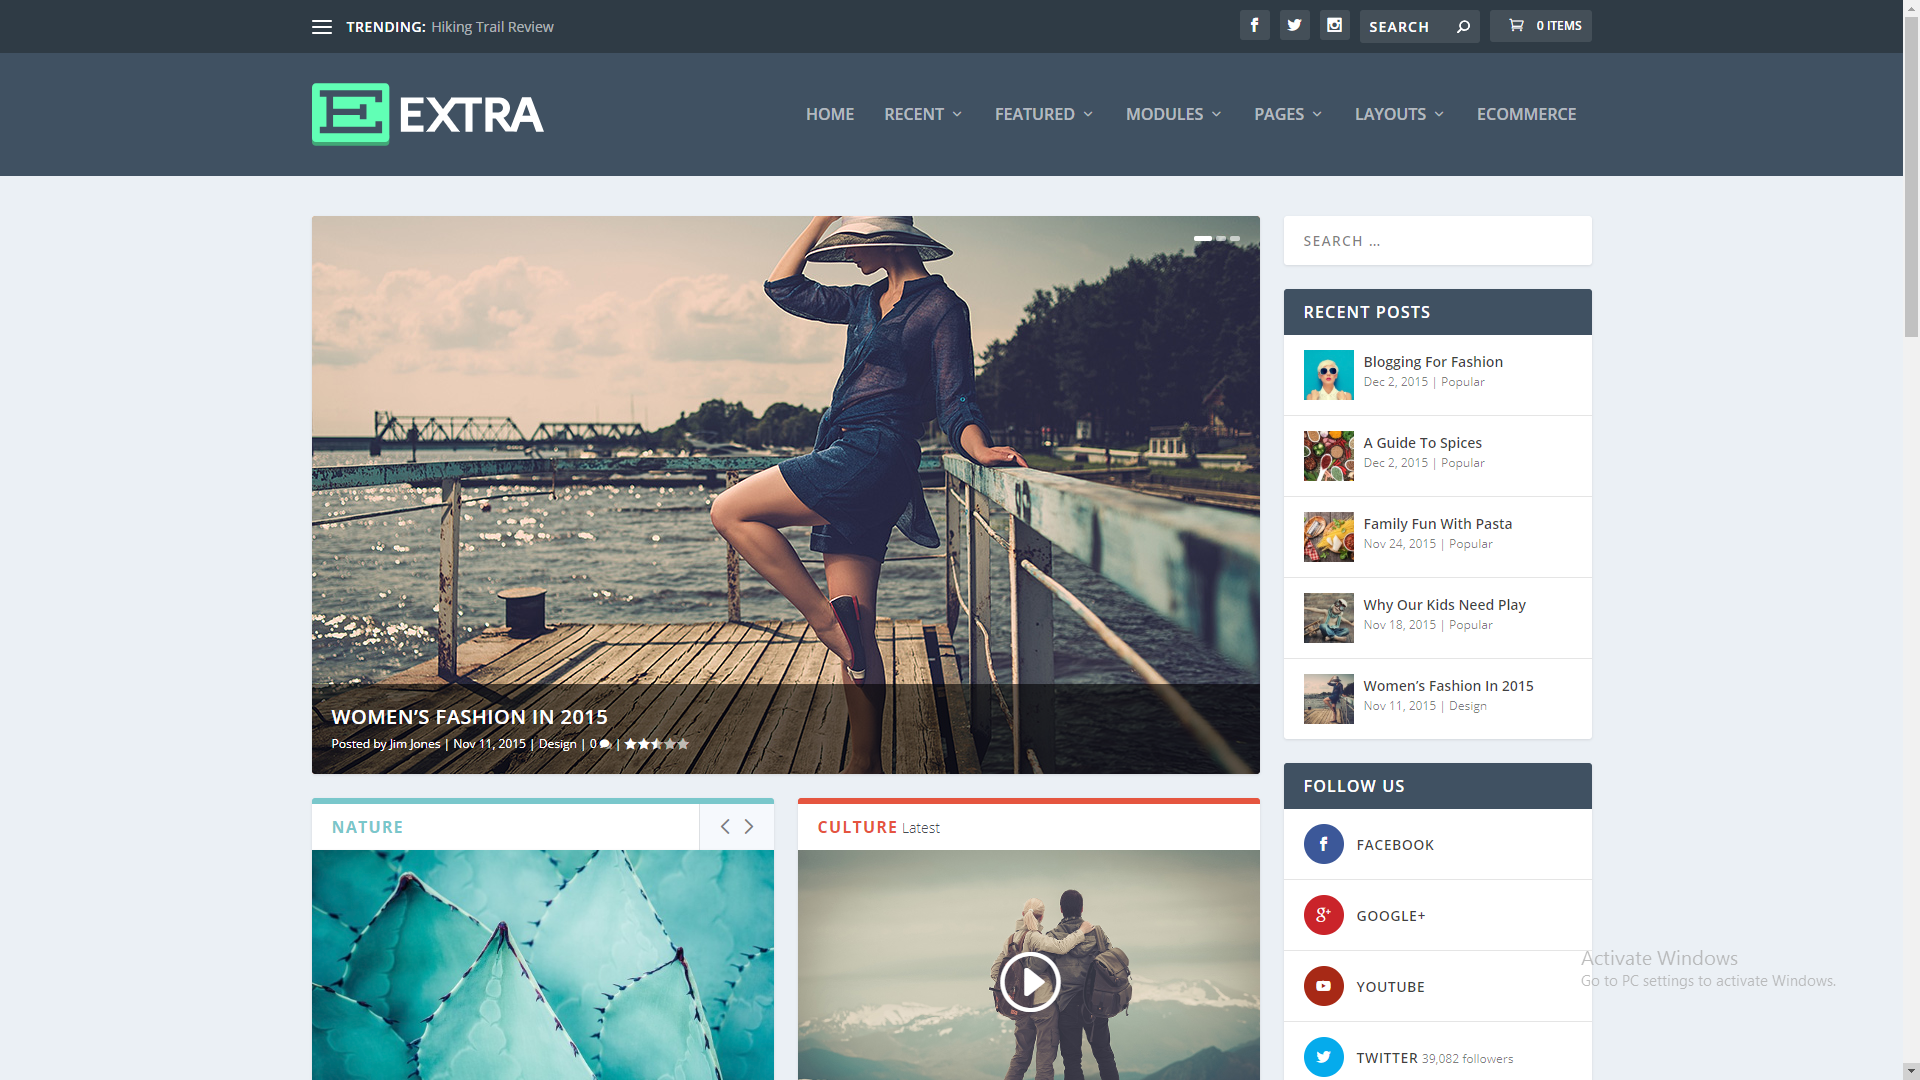 TRENDING: Hiking Trail Review
SEARCH
0 ITEMS
E EXTRA
HOME
RECENT
FEATURED
MODULES
PAGES
LAYOUTS
ECOMMERCE
WOMEN’S FASHION IN 2015
Posted by Jim Jones | Nov 11, 2015 | Design | 0 |
NATURE
CULTURE Latest
SEARCH …
RECENT POSTS
Blogging For Fashion
Dec 2, 2015 | Popular
A Guide To Spices
Dec 2, 2015 | Popular
Family Fun With Pasta
Nov 24, 2015 | Popular
Why Our Kids Need Play
Nov 18, 2015 | Popular
Women’s Fashion In 2015
Nov 11, 2015 | Design
FOLLOW US
FACEBOOK
GOOGLE+
YOUTUBE
TWITTER 39,082 followers
Activate Windows
Go to PC settings to activate Windows.